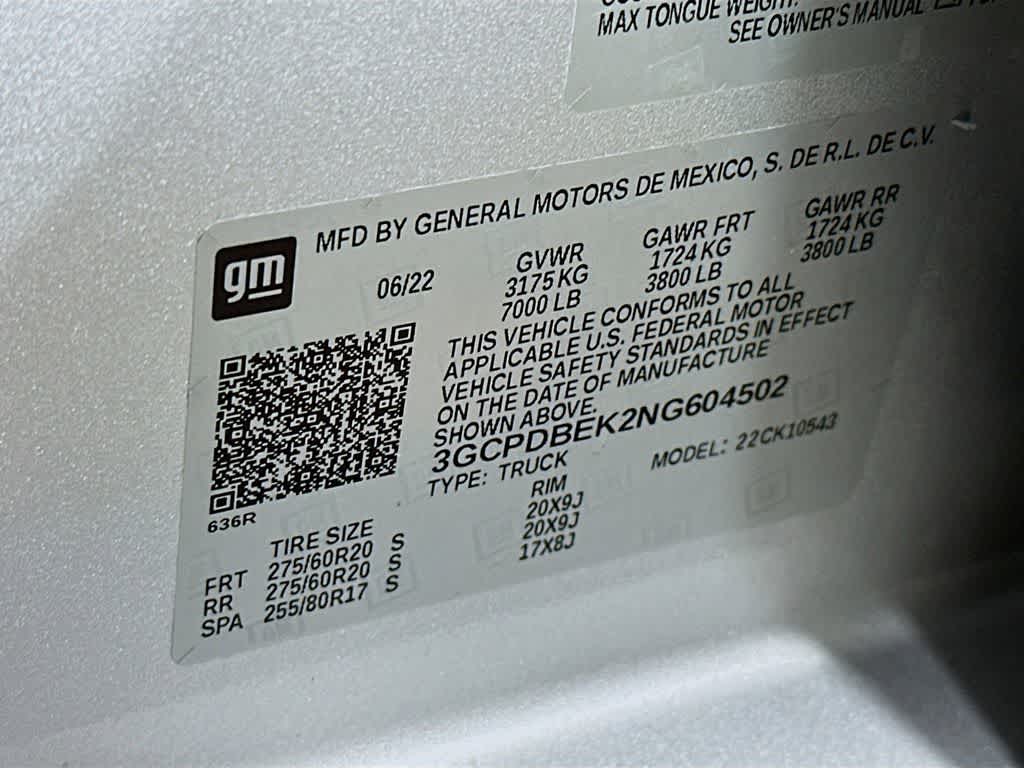 MAX TONGUE WEIGHT:
SEE OWNER'S MANUAL
MFD BY GENERAL MOTORS DE MEXICO, S. DE R.L. DE C.V.
gm
06/22
GVWR
3175 KG
7000 LB
GAWR FRT
1724 KG
3800 LB
GAWR RR
1724 KG
3800 LB
THIS VEHICLE CONFORMS TO ALL
APPLICABLE U.S. FEDERAL MOTOR
VEHICLE SAFETY STANDARDS IN EFFECT
ON THE DATE OF MANUFACTURE
SHOWN ABOVE.
3GCPDBEK2NG604502
TYPE: TRUCK
MODEL: 22CK10543
636R
TIRE SIZE
RIM
FRT 275/60R20 S 20X9J
RR 275/60R20 S 20X9J
SPA 255/80R17 S 17X8J